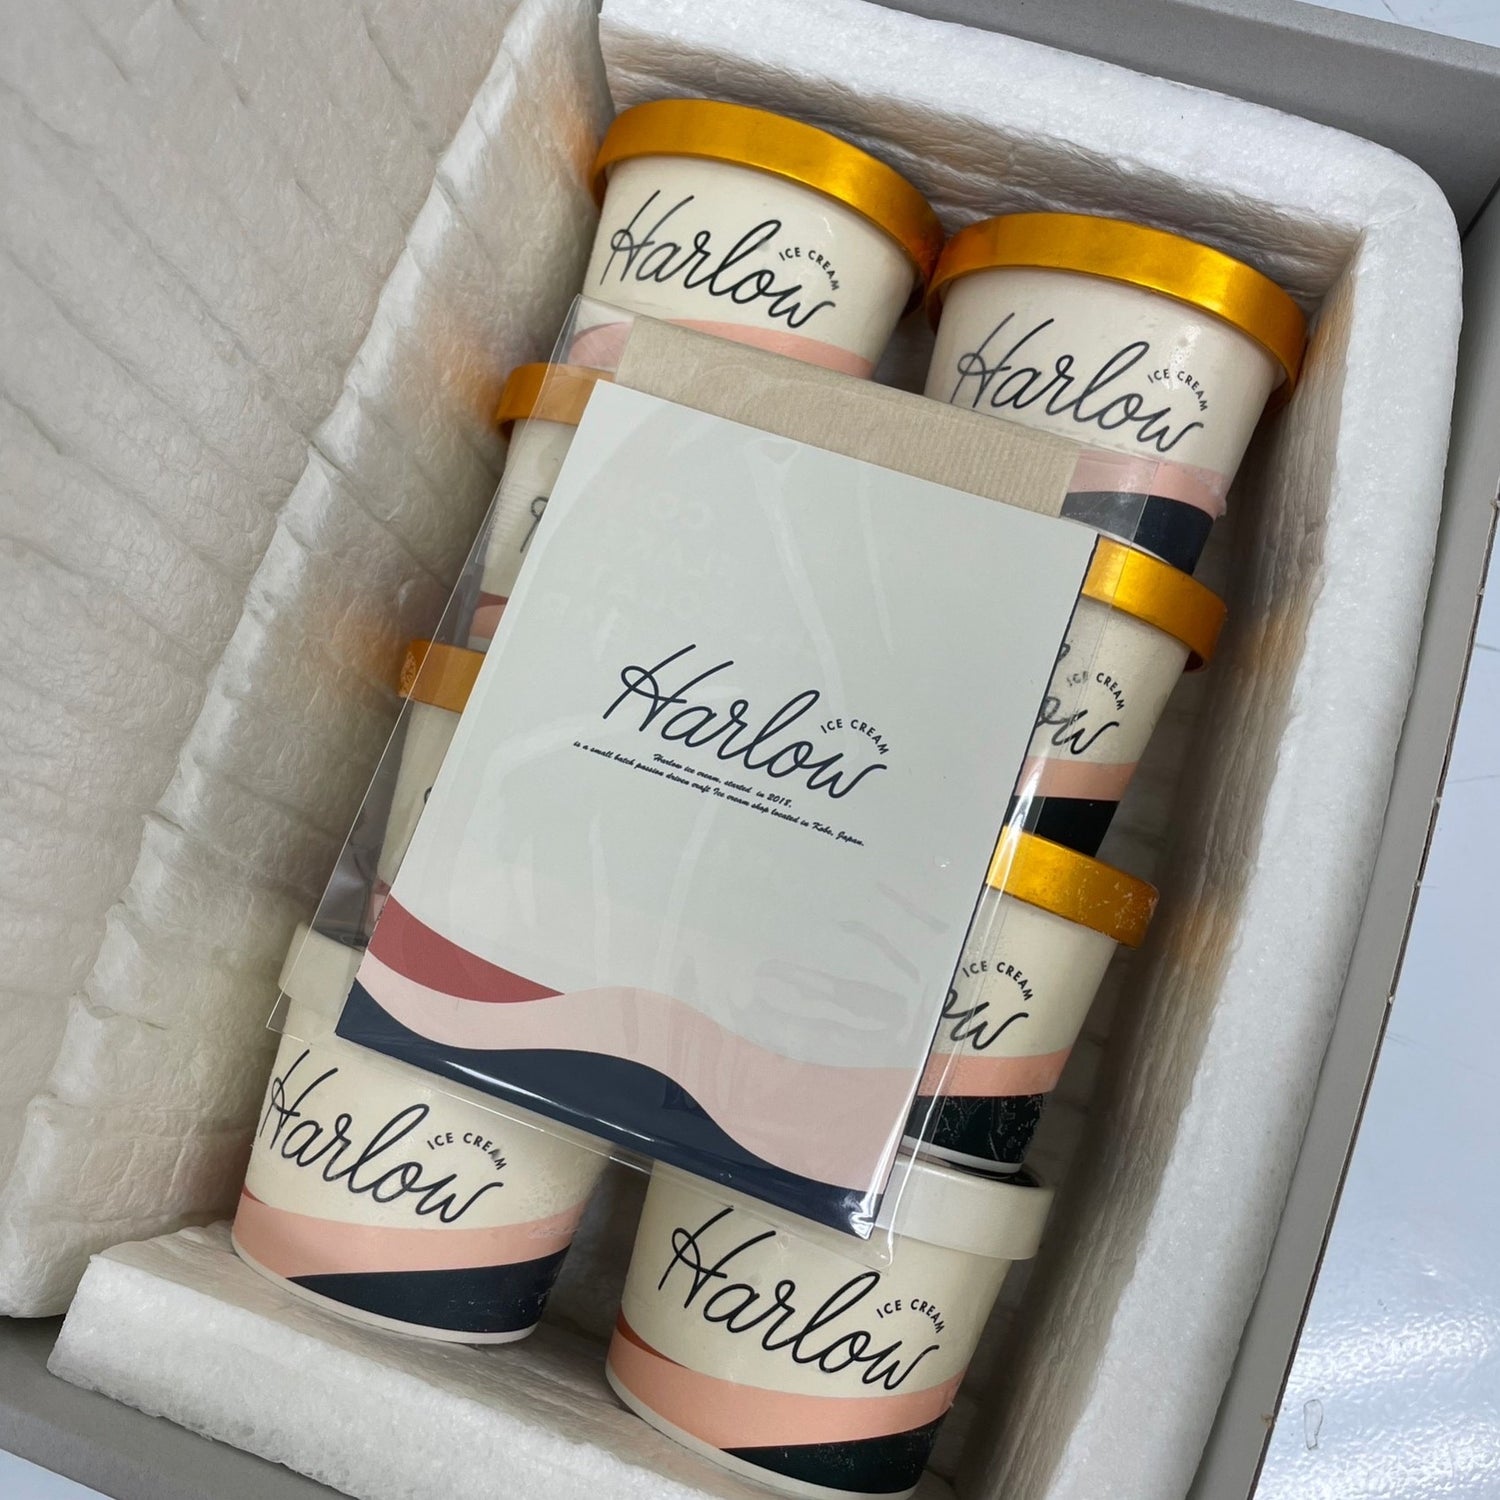 Harlow
ICE CREAM
Harlow
ICE CREAM
Harlow
ICE CREAM
Harlow ice cream, started in 2018.
is a small batch passion driven craft Ice cream shop located in Kobe, Japan.
ow
ICE CREAM
ow
ICE CREAM
Harlow
ICE CREAM
Harlow
ICE CREAM